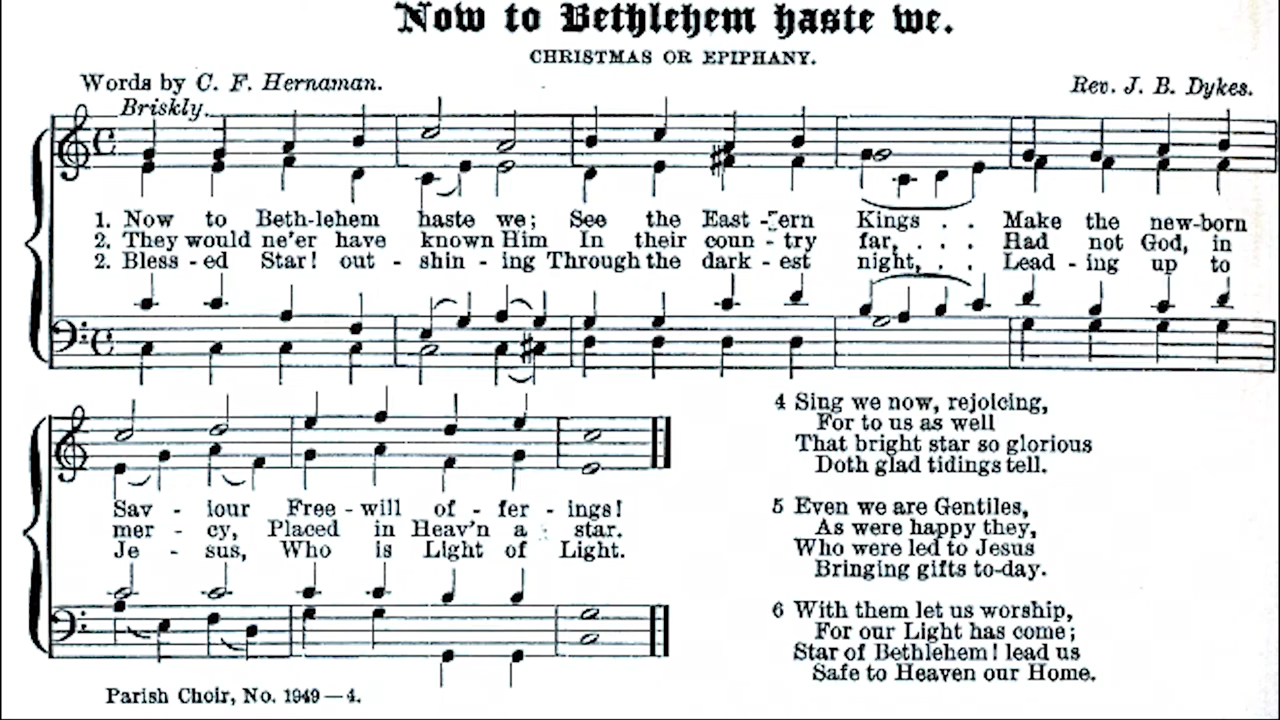 Now to Bethlehem haste we.
CHRISTMAS OR EPIPHANY.
Words by C. F. Hernaman.
Rev. J. B. Dykes.
Briskly.
1. Now to Beth-lehem haste we; See the East-ern Kings . . Make the new-born
2. They would ne'er have known Him In their coun - try far, . . . Had not God, in
2. Bless - ed Star! out - shin - ing Through the dark - est night, . . Lead - ing up to
Sav - iour Free - will of - fer - ings!
mer - cy, Placed in Heav'n a star.
Je - sus, Who is Light of Light.
4 Sing we now, rejoicing,
For to us as well
That bright star so glorious
Doth glad tidings tell.
5 Even we are Gentiles,
As were happy they,
Who were led to Jesus
Bringing gifts to-day.
6 With them let us worship,
For our Light has come;
Star of Bethlehem! lead us
Safe to Heaven our Home.
Parish Choir, No. 1949—4.